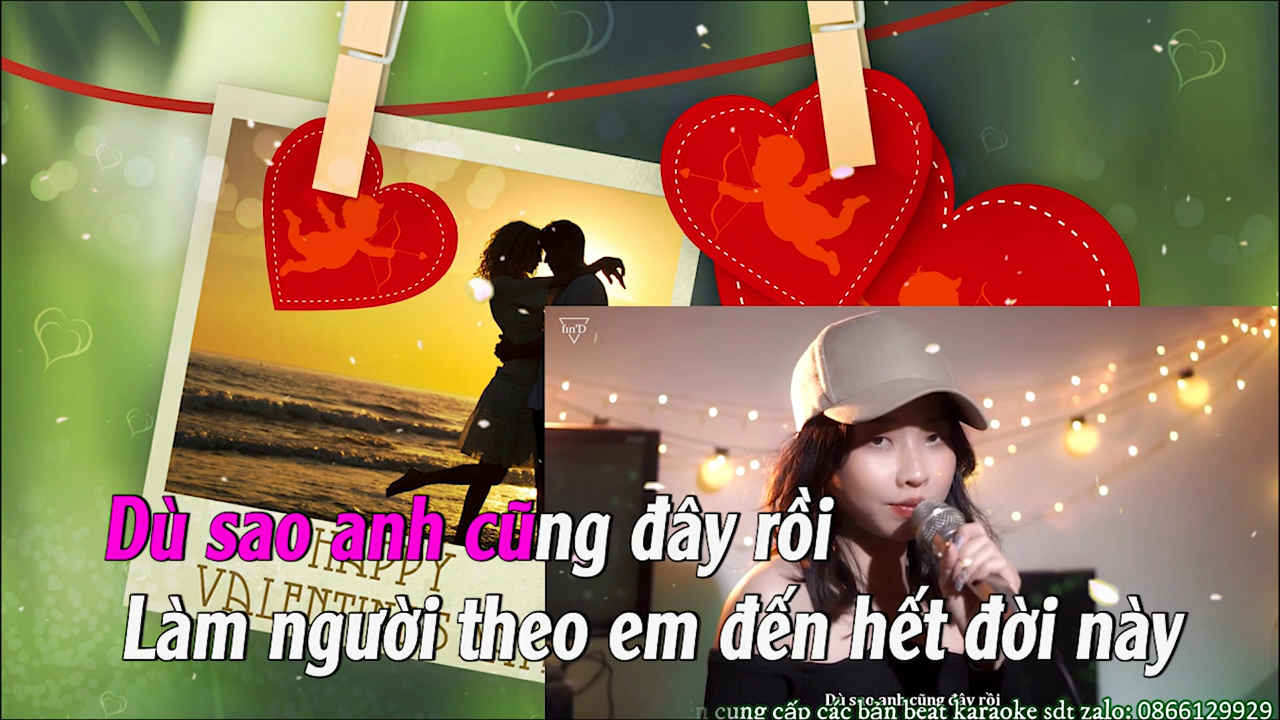 Dù sao anh cũng đây rồi
HAPPY
Làm người theo em đến hết đời này
Dù sao anh cũng đây rồi
cung cấp các bản beat karaoke sdt zalo: 0866129929